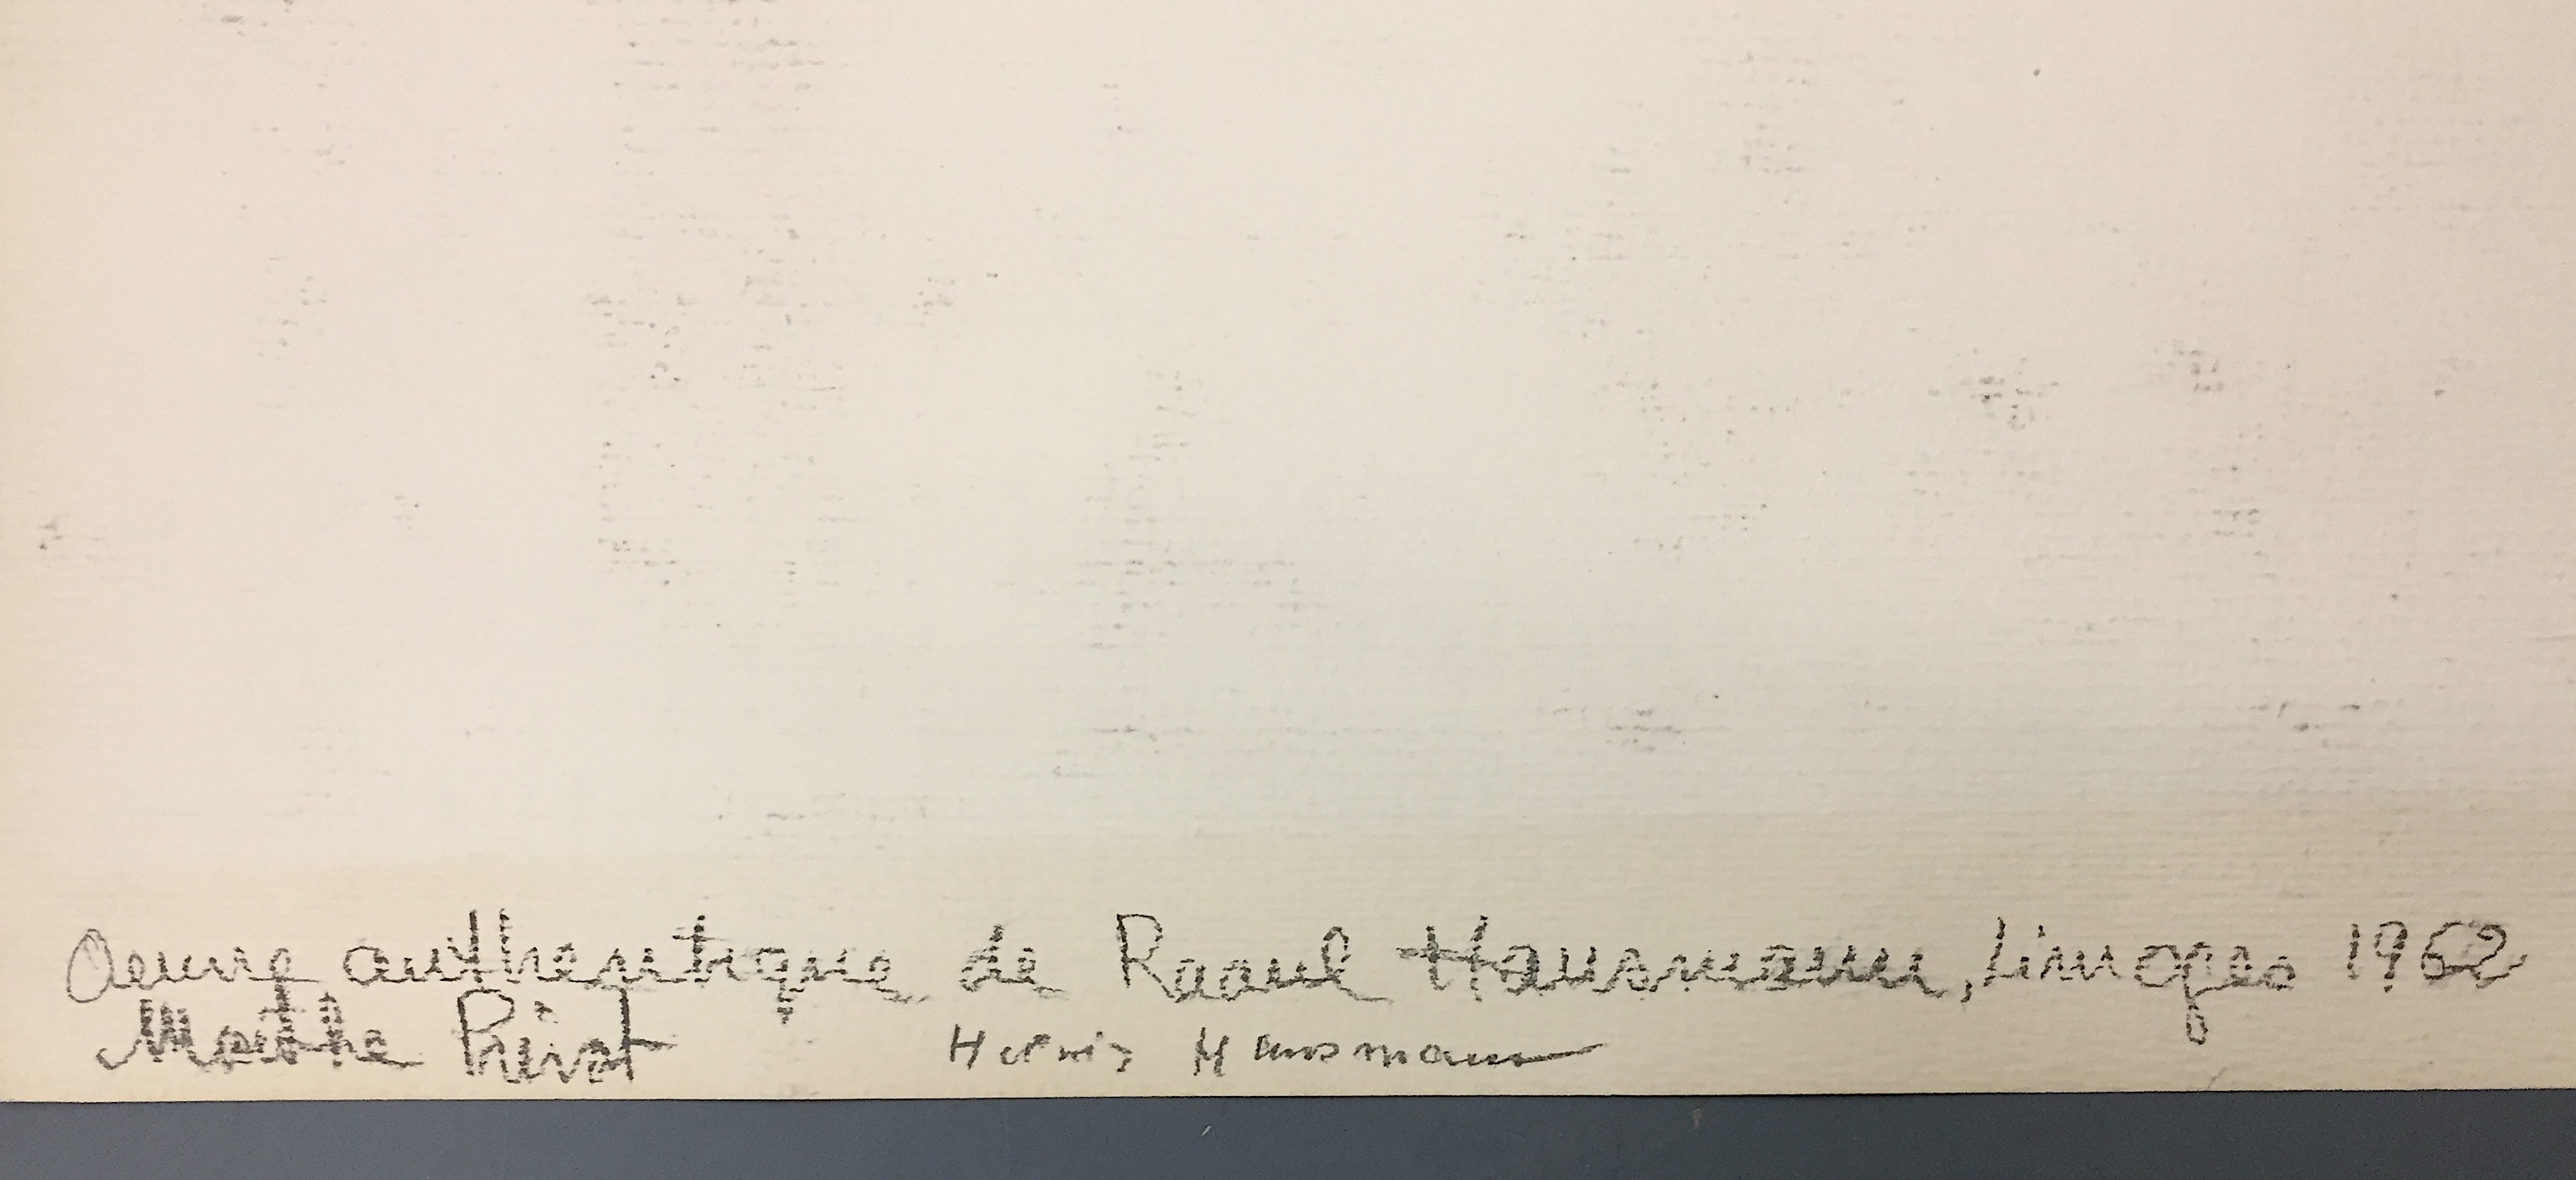 Oeuvre authentique de Raoul Hausmann, Limoges 1962
Marthe Prévot Hedwig Hausmann